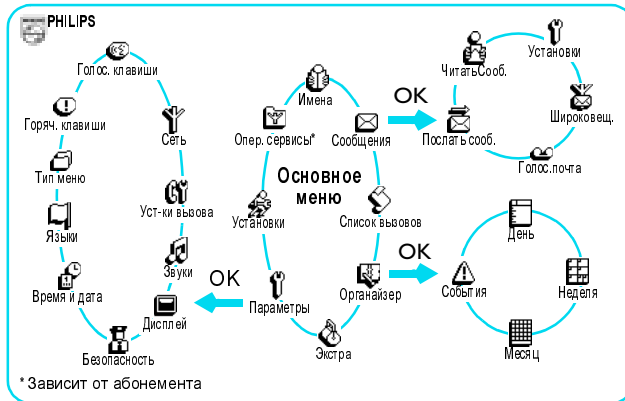 PHILIPS
Голос. клавиши
Горяч. клавиши
Сеть
Тип меню
Уст-ки вызова
Языки
Звуки
Время и дата
Дисплей
Безопасность
Основное
меню
Имена
Опер. сервисы*
Сообщения
Установки
Список вызовов
Параметры
Органайзер
Экстра
OK
OK
OK
ЧитатьСооб.
Установки
Послать сооб.
Широковещ.
Голос.почта
День
События
Неделя
Месяц
* Зависит от абонемента